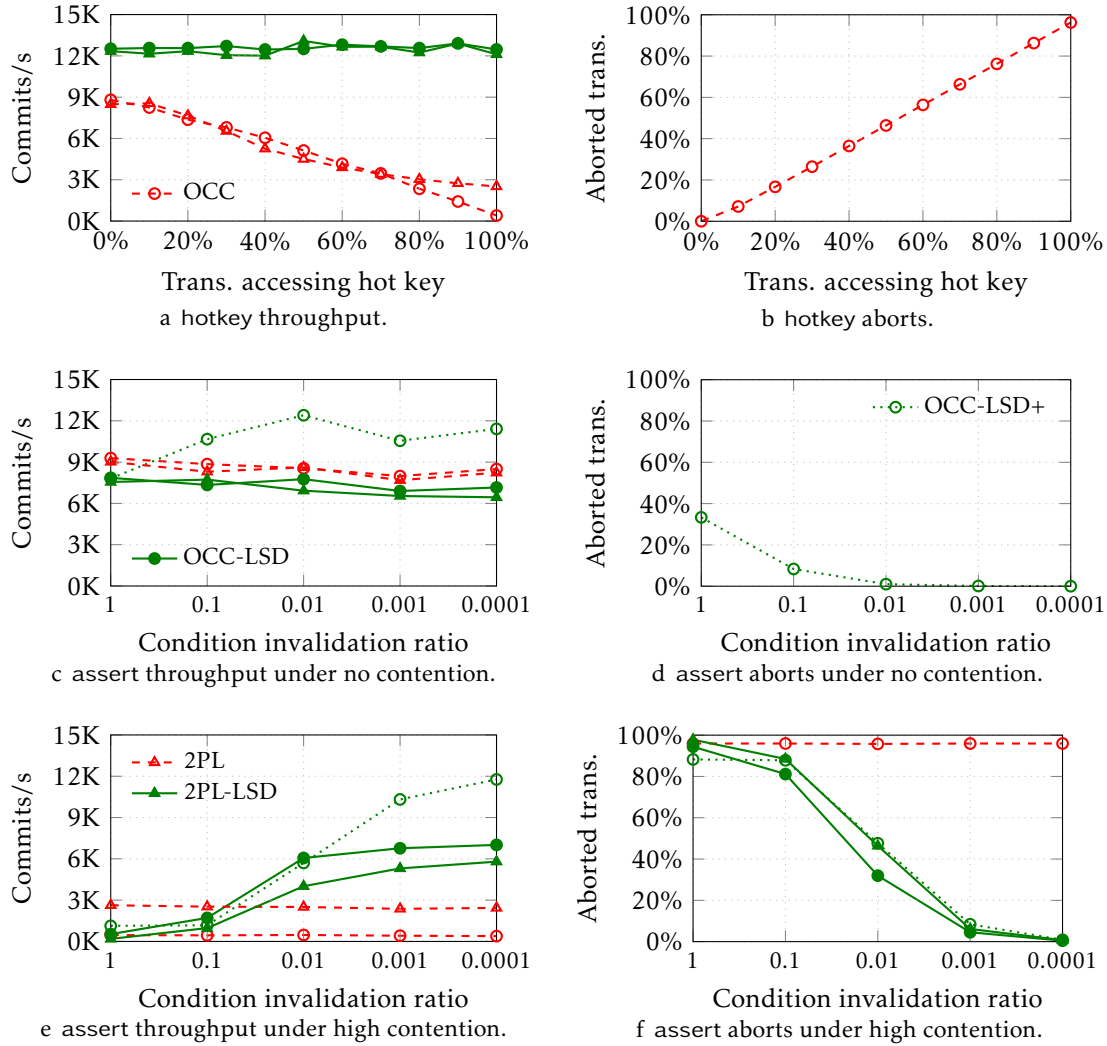 15K
12K
9K
6K
3K
0K
Commits/s
OCC
0% 20% 40% 60% 80% 100%
Trans. accessing hot key
a hotkey throughput.
100%
80%
60%
40%
20%
0%
Aborted trans.
0% 20% 40% 60% 80% 100%
Trans. accessing hot key
b hotkey aborts.
15K
12K
9K
6K
3K
0K
Commits/s
OCC-LSD
1 0.1 0.01 0.001 0.0001
Condition invalidation ratio
c assert throughput under no contention.
100%
80%
60%
40%
20%
0%
Aborted trans.
OCC-LSD+
1 0.1 0.01 0.001 0.0001
Condition invalidation ratio
d assert aborts under no contention.
15K
12K
9K
6K
3K
0K
Commits/s
2PL
2PL-LSD
1 0.1 0.01 0.001 0.0001
Condition invalidation ratio
e assert throughput under high contention.
100%
80%
60%
40%
20%
0%
Aborted trans.
1 0.1 0.01 0.001 0.0001
Condition invalidation ratio
f assert aborts under high contention.